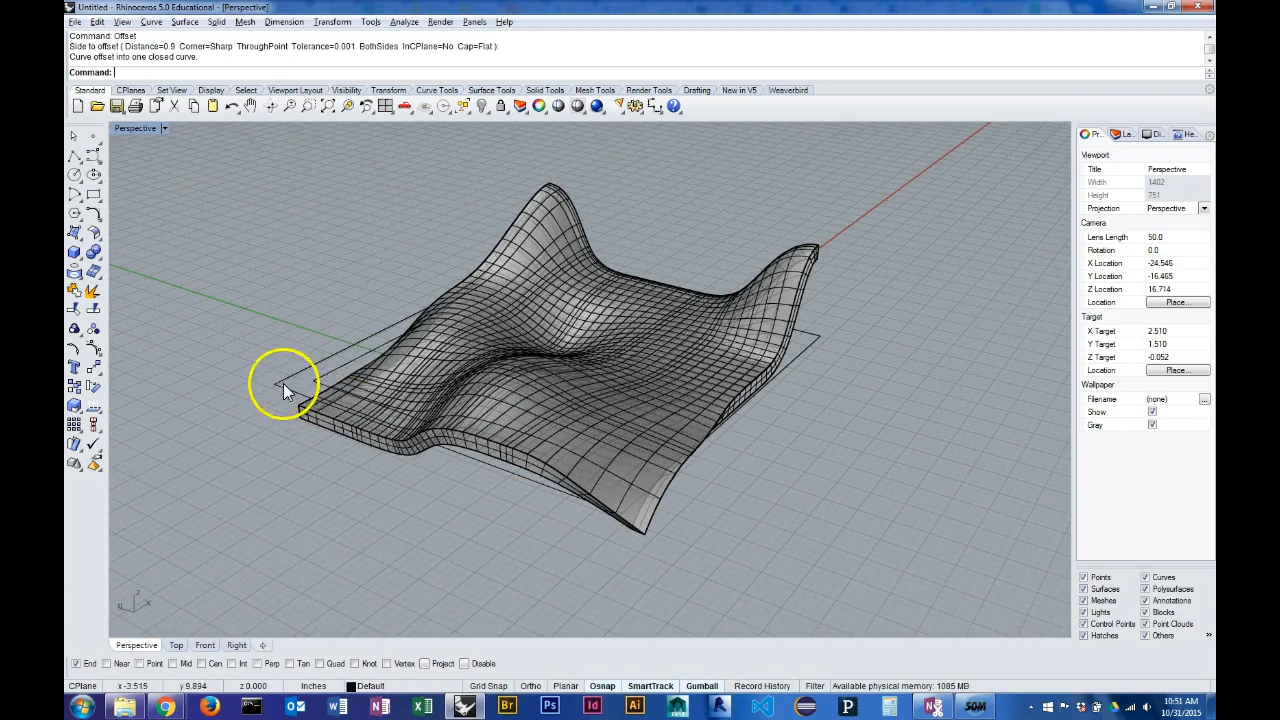 Untitled - Rhinoceros 5.0 Educational - [Perspective]
File Edit View Curve Surface Solid Mesh Dimension Transform Tools Analyze Render Panels Help
Command: Offset
Side to offset ( Distance=0.9 Corner=Sharp ThroughPoint Tolerance=0.001 BothSides InCPlane=No Cap=Flat ):
Curve offset into one closed curve.
Command:
Standard CPlanes Set View Display Select Viewport Layout Visibility Transform Curve Tools Surface Tools Solid Tools Mesh Tools Render Tools Drafting New in V5 Weaverbird
Perspective
Pr... La... Di... He...
Viewport
Title Perspective
Width 1402
Height 751
Projection Perspective
Camera
Lens Length 50.0
Rotation 0.0
X Location -24.546
Y Location -16.465
Z Location 16.714
Location Place...
Target
X Target 2.510
Y Target 1.510
Z Target -0.052
Location Place...
Wallpaper
Filename (none) ...
Show
Gray
Points Curves
Surfaces Polysurfaces
Meshes Annotations
Lights Blocks
Control Points Point Clouds
Hatches Others
z
y x
Perspective Top Front Right
End Near Point Mid Cen Int Perp Tan Quad Knot Vertex Project Disable
CPlane x -3.515 y 9.894 z 0.000 Inches Default Grid Snap Ortho Planar Osnap SmartTrack Gumball Record History Filter Available physical memory: 1085 MB
Br Ps Id Ai P SOM
10:51 AM
10/31/2015